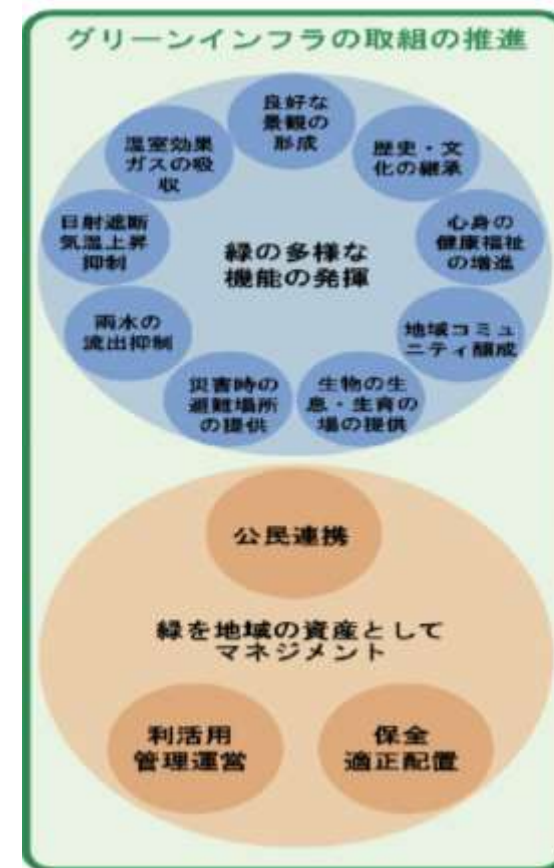 グリーンインフラの取組の推進
良好な
景観の
形成
温室効果
ガスの吸
収
歴史・文
化の継承
日射遮断
気温上昇
抑制
心身の
健康福祉
の増進
緑の多様な
機能の発揮
雨水の
流出抑制
地域コミュ
ニティ醸成
災害時の
避難場所
の提供
生物の生
息・生育の
場の提供
公民連携
緑を地域の資産として
マネジメント
利活用
管理運営
保全
適正配置